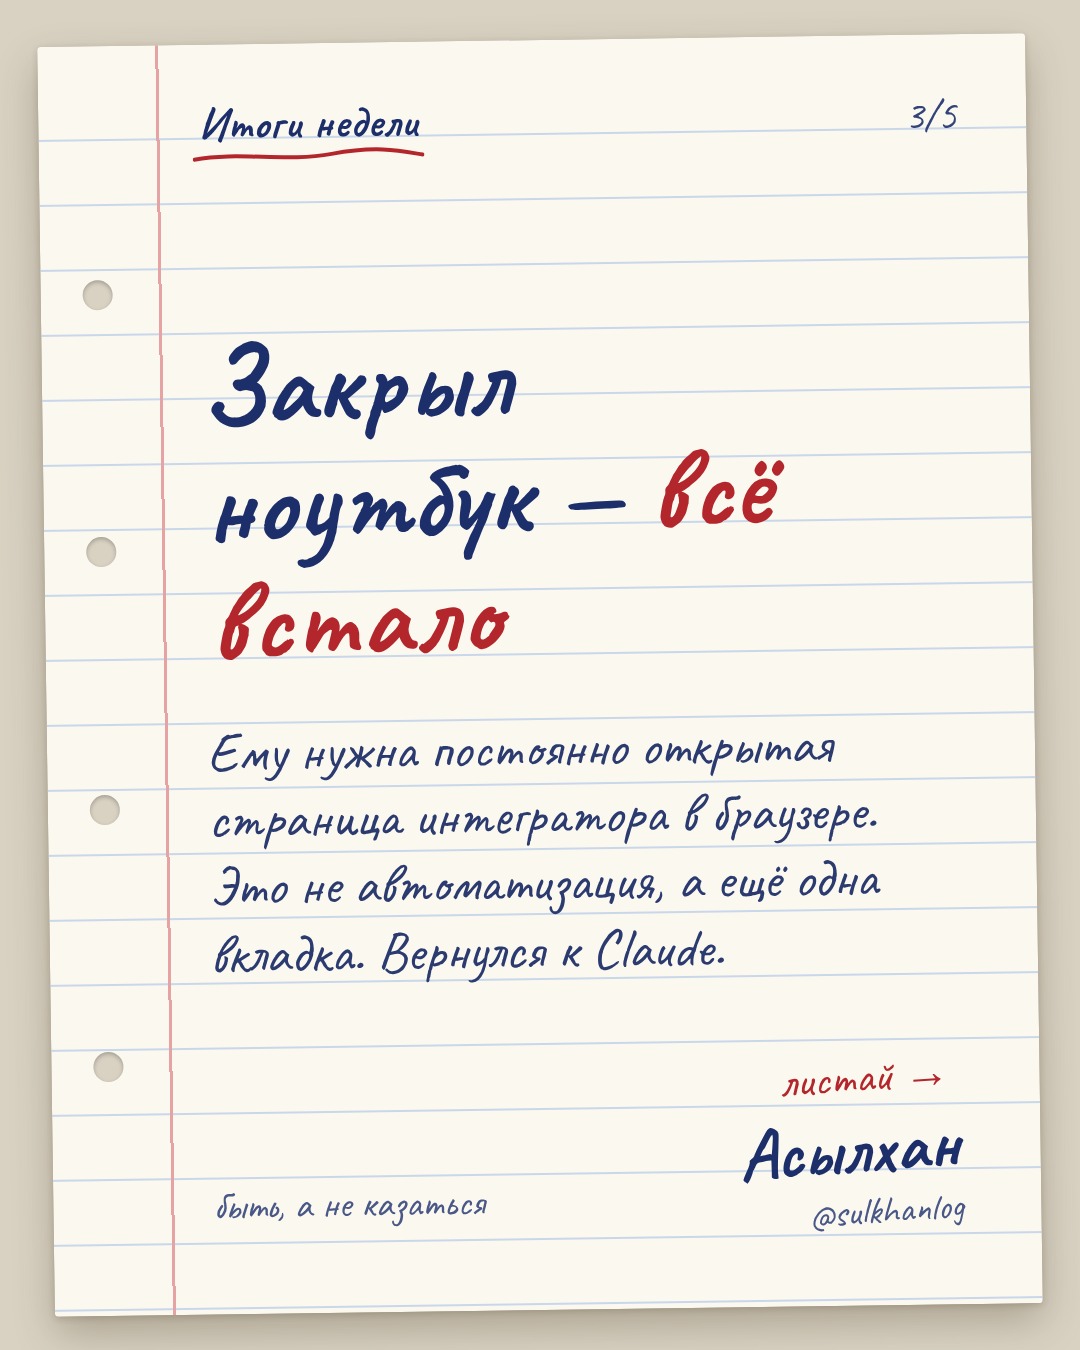 Итоги недели
3/5
Закрыл
ноутбук — всё
встало
Ему нужна постоянно открытая
страница интегратора в браузере.
Это не автоматизация, а ещё одна
вкладка. Вернулся к Claude.
листай →
Асылхан
быть, а не казаться
@sulkhanlog